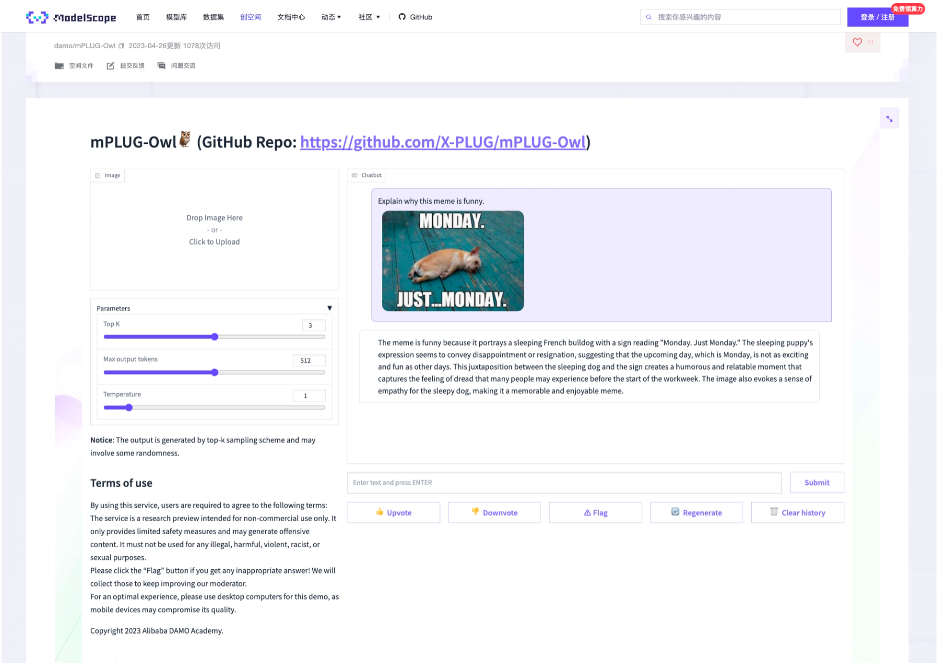 ModelScope 首页 模型库 数据集 创空间 文档中心 动态 社区 GitHub 搜索你感兴趣的内容 登录 / 注册 免费领算力
damo/mPLUG-Owl 2023-04-26更新 1078次访问 11
空间文件 提交反馈 问题交流
mPLUG-Owl (GitHub Repo: https://github.com/X-PLUG/mPLUG-Owl)
Image
Drop Image Here
- or -
Click to Upload
Parameters
Top K 3
Max output tokens 512
Temperature 1
Notice: The output is generated by top-k sampling scheme and may
involve some randomness.
Terms of use
By using this service, users are required to agree to the following terms:
The service is a research preview intended for non-commercial use only. It
only provides limited safety measures and may generate offensive
content. It must not be used for any illegal, harmful, violent, racist, or
sexual purposes.
Please click the "Flag" button if you get any inappropriate answer! We will
collect those to keep improving our moderator.
For an optimal experience, please use desktop computers for this demo, as
mobile devices may compromise its quality.
Copyright 2023 Alibaba DAMO Academy.
Chatbot
Explain why this meme is funny.
MONDAY.
JUST...MONDAY.
The meme is funny because it portrays a sleeping French bulldog with a sign reading "Monday. Just Monday." The sleeping puppy's
expression seems to convey disappointment or resignation, suggesting that the upcoming day, which is Monday, is not as exciting
and fun as other days. This juxtaposition between the sleeping dog and the sign creates a humorous and relatable moment that
captures the feeling of dread that many people may experience before the start of the workweek. The image also evokes a sense of
empathy for the sleepy dog, making it a memorable and enjoyable meme.
Enter text and press ENTER Submit
Upvote Downvote Flag Regenerate Clear history